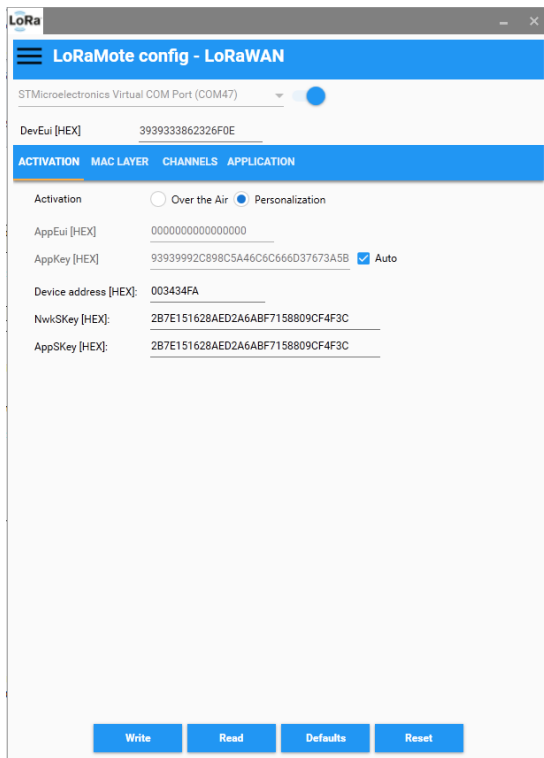 LoRa
LoRaMote config - LoRaWAN
STMicroelectronics Virtual COM Port (COM47)
DevEui [HEX] 3939333862326F0E
ACTIVATION MAC LAYER CHANNELS APPLICATION
Activation Over the Air Personalization
AppEui [HEX] 0000000000000000
AppKey [HEX] 93939992C898C5A46C6C666D37673A5B Auto
Device address [HEX]: 003434FA
NwkSKey [HEX]: 2B7E151628AED2A6ABF7158809CF4F3C
AppSKey [HEX]: 2B7E151628AED2A6ABF7158809CF4F3C
Write Read Defaults Reset